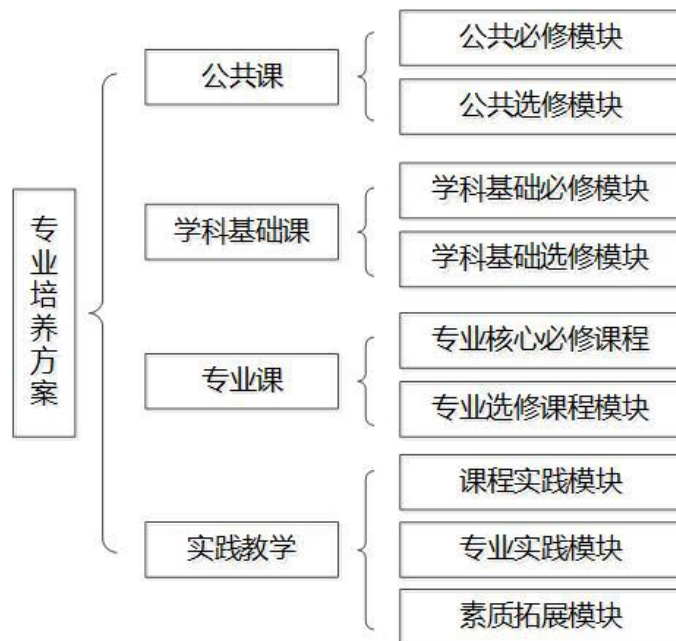 专业培养方案
公共课
公共必修模块
公共选修模块
学科基础课
学科基础必修模块
学科基础选修模块
专业课
专业核心必修课程
专业选修课程模块
实践教学
课程实践模块
专业实践模块
素质拓展模块